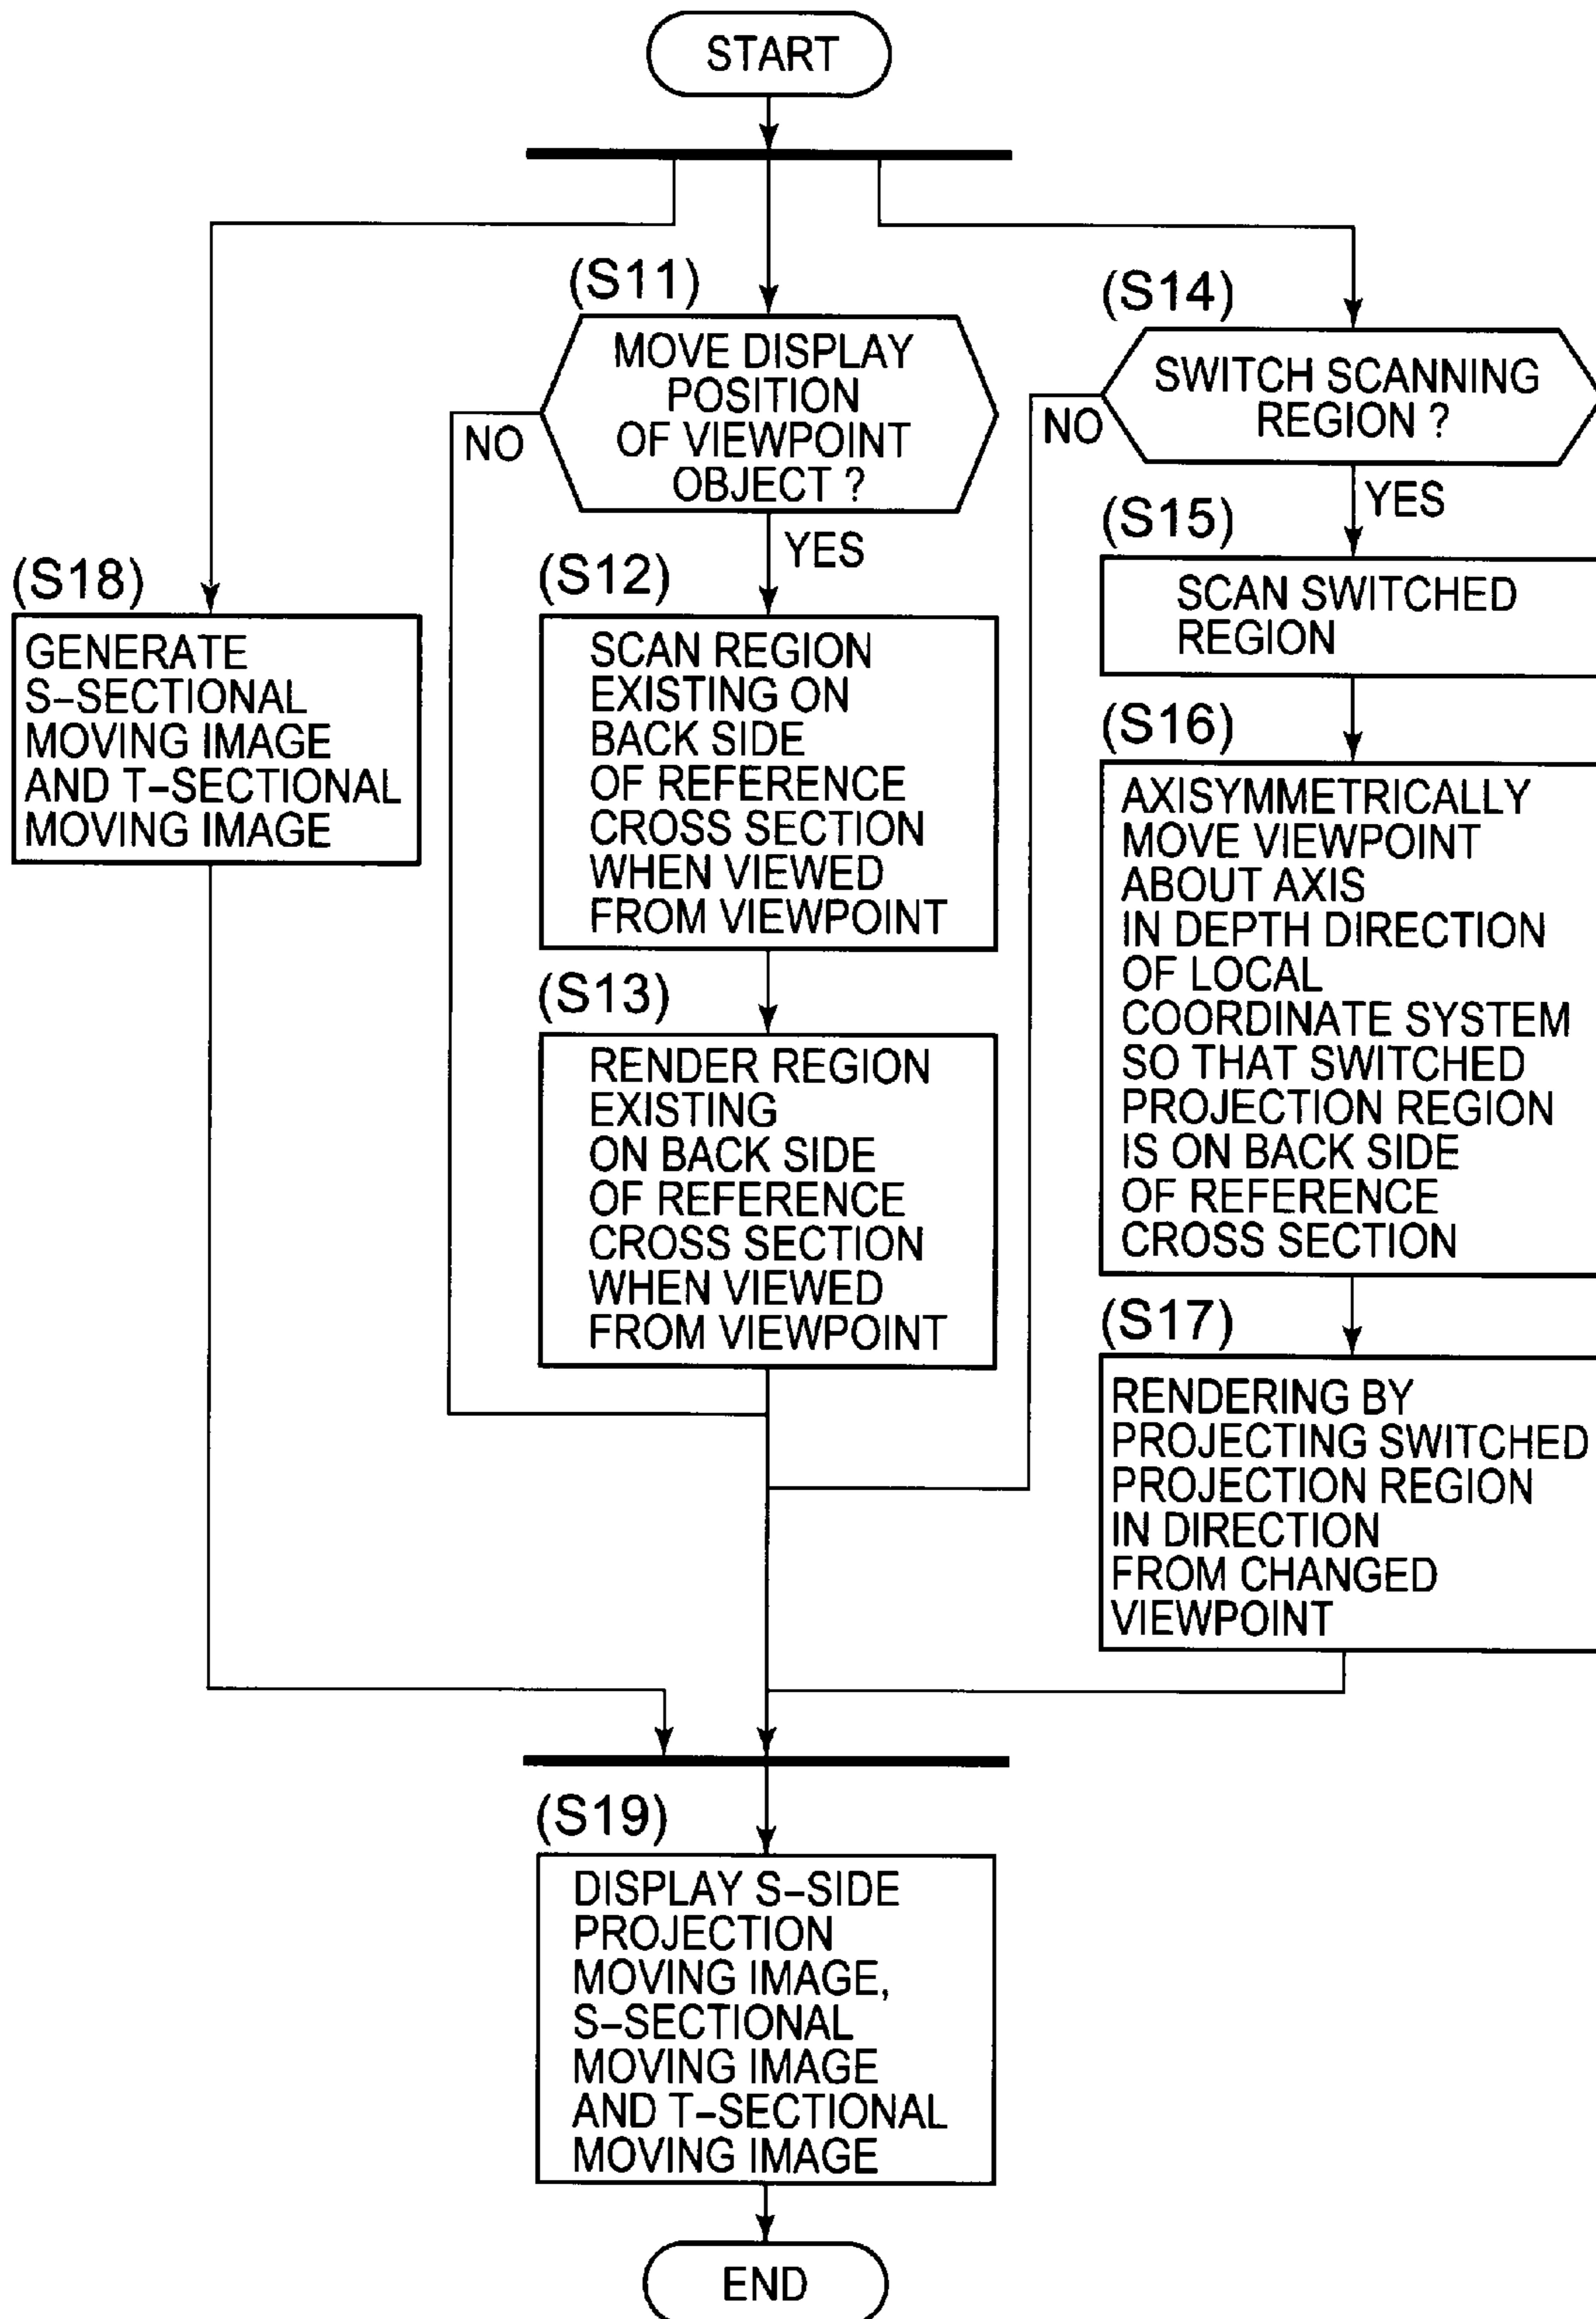 START
(S11)
MOVE DISPLAY
POSITION
OF VIEWPOINT
OBJECT ?
NO
YES
(S14)
SWITCH SCANNING
REGION ?
NO
YES
(S18)
GENERATE
S-SECTIONAL
MOVING IMAGE
AND T-SECTIONAL
MOVING IMAGE
(S12)
SCAN REGION
EXISTING ON
BACK SIDE
OF REFERENCE
CROSS SECTION
WHEN VIEWED
FROM VIEWPOINT
(S13)
RENDER REGION
EXISTING
ON BACK SIDE
OF REFERENCE
CROSS SECTION
WHEN VIEWED
FROM VIEWPOINT
(S15)
SCAN SWITCHED
REGION
(S16)
AXISYMMETRICALLY
MOVE VIEWPOINT
ABOUT AXIS
IN DEPTH DIRECTION
OF LOCAL
COORDINATE SYSTEM
SO THAT SWITCHED
PROJECTION REGION
IS ON BACK SIDE
OF REFERENCE
CROSS SECTION
(S17)
RENDERING BY
PROJECTING SWITCHED
PROJECTION REGION
IN DIRECTION
FROM CHANGED
VIEWPOINT
(S19)
DISPLAY S-SIDE
PROJECTION
MOVING IMAGE,
S-SECTIONAL
MOVING IMAGE
AND T-SECTIONAL
MOVING IMAGE
END